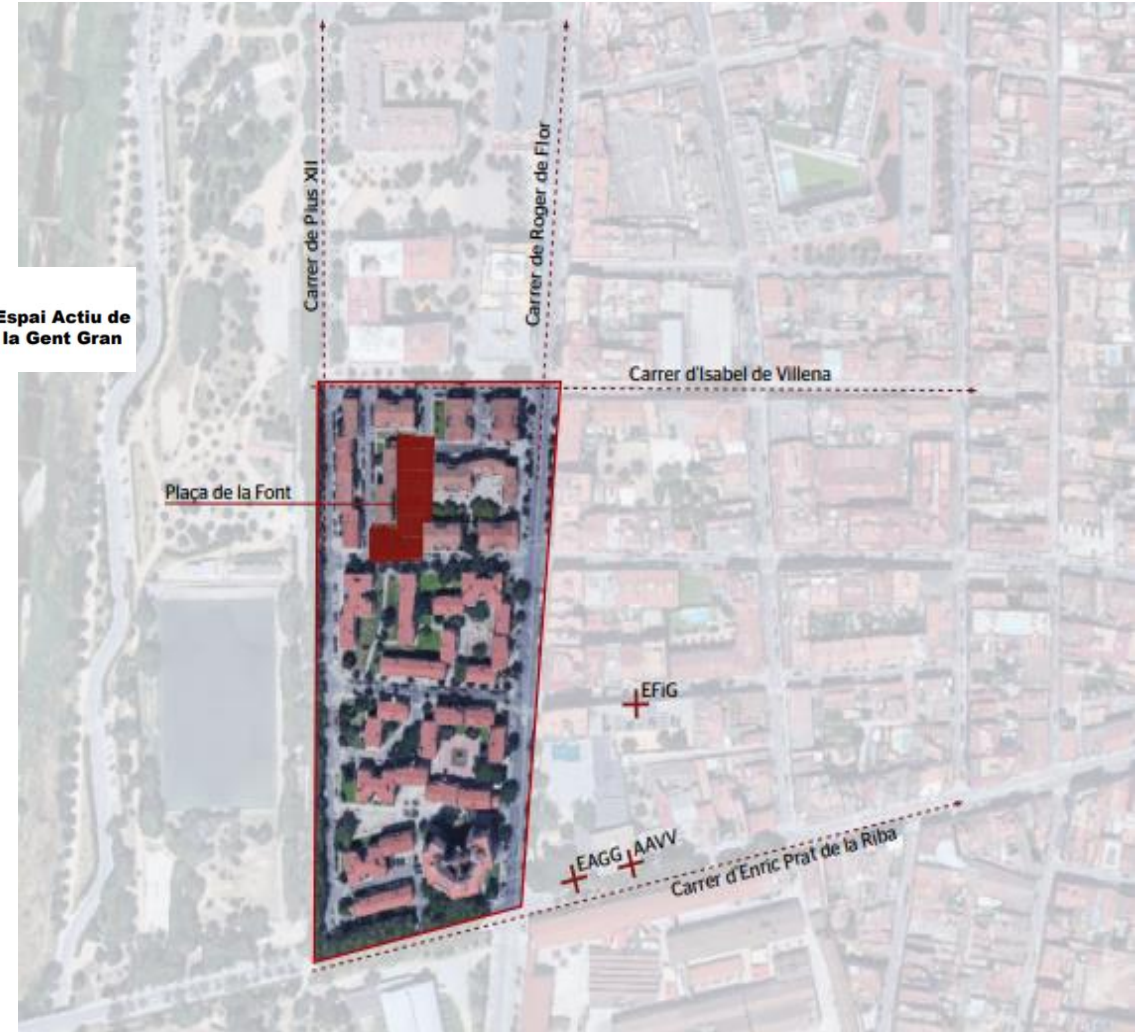 Carrer de Pius XII
Carrer de Roger de Flor
Espai Actiu de
la Gent Gran
Carrer d'Isabel de Villena
Plaça de la Font
EFiG
EAGG
AAVV
Carrer d'Enric Prat de la Riba